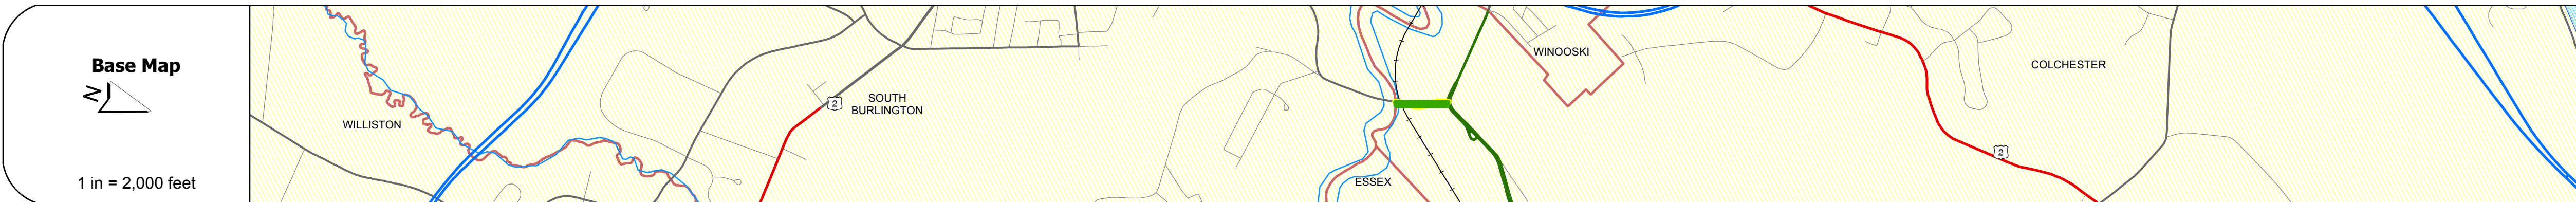 Base Map
N
1 in = 2,000 feet
WILLISTON
SOUTH
BURLINGTON
2
ESSEX
WINOOSKI
COLCHESTER
2